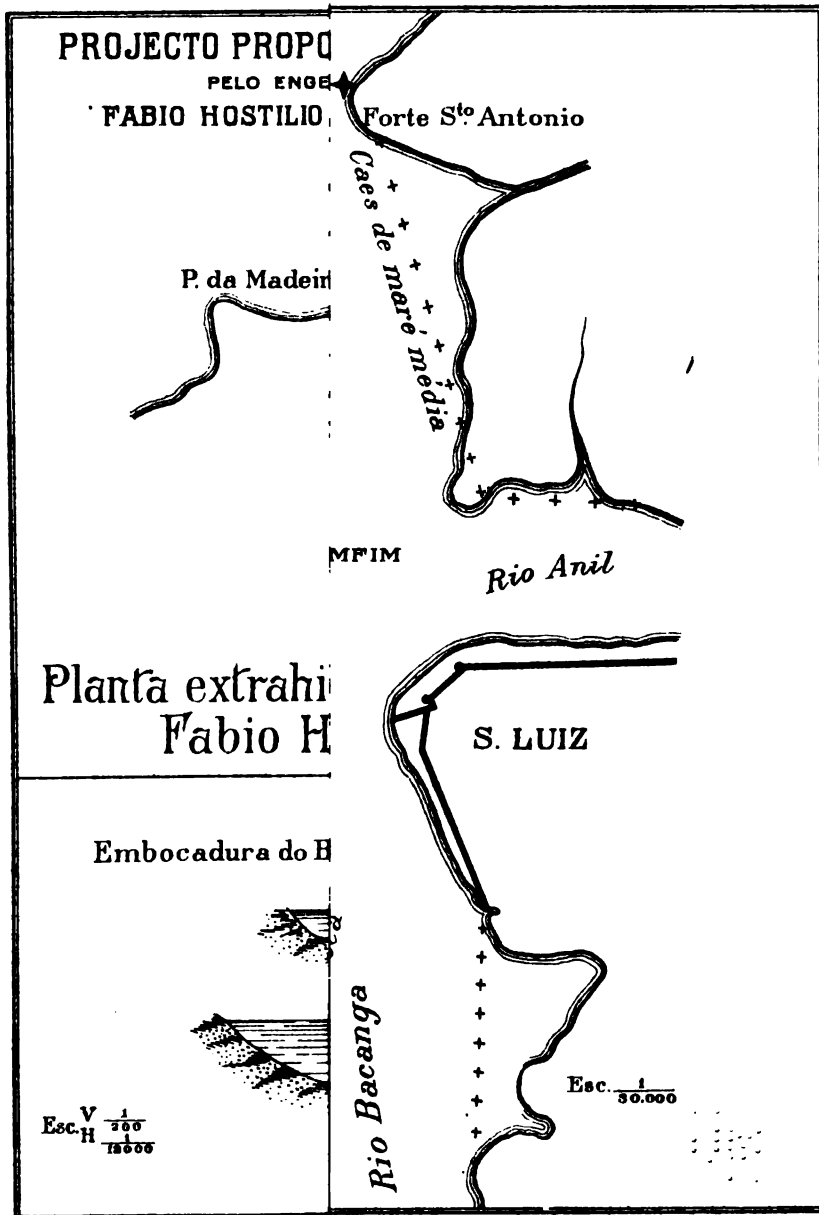 PROJECTO PROPO
PELO ENGE
FABIO HOSTILIO
Forte Sto. Antonio
Caes de maré média
P. da Madeir
MFIM
Rio Anil
Planta extrahi
Fabio H
S. LUIZ
Embocadura do B
Rio Bacanga
Esc. 1/30.000
Esc. V 1/200
H 1/12000